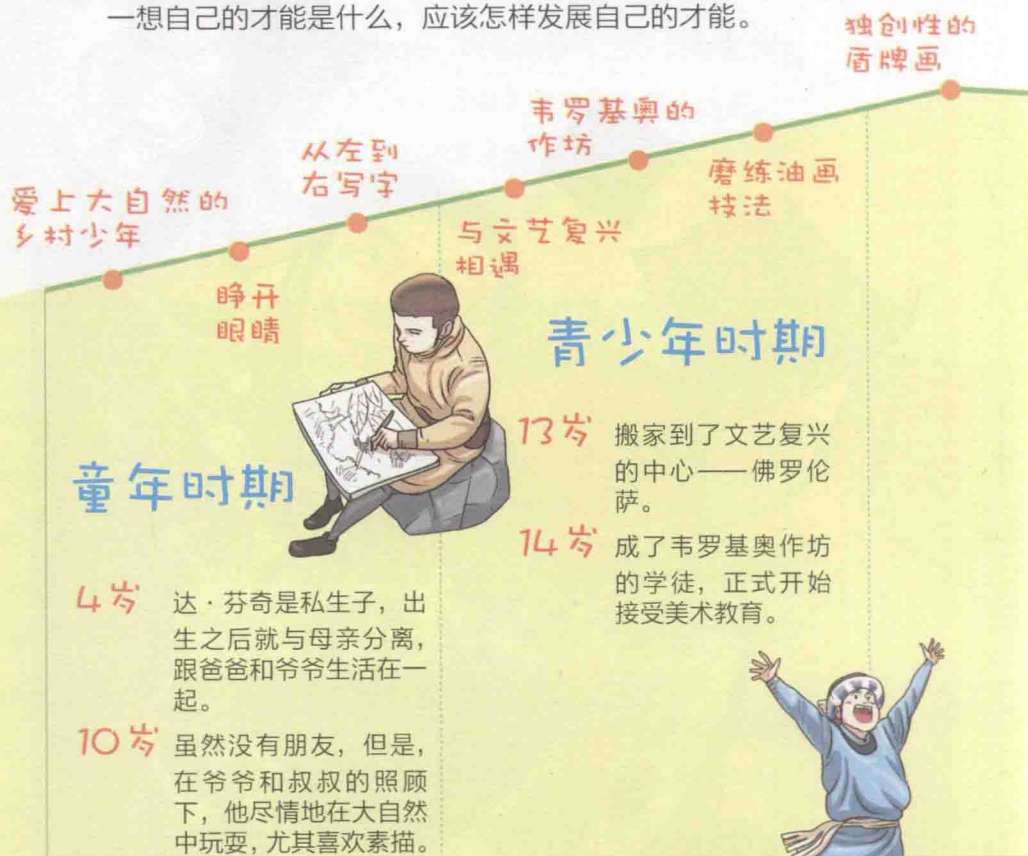 一想自己的才能是什么，应该怎样发展自己的才能。
独创性的
盾牌画
韦罗基奥的
作坊
从左到
右写字
磨练油画
技法
爱上大自然的
乡村少年
与文艺复兴
相遇
睁开
眼睛
青少年时期
13岁 搬家到了文艺复兴
的中心——佛罗伦
萨。
14岁 成了韦罗基奥作坊
的学徒，正式开始
接受美术教育。
童年时期
4岁 达·芬奇是私生子，出
生之后就与母亲分离，
跟爸爸和爷爷生活在一
起。
10岁 虽然没有朋友，但是，
在爷爷和叔叔的照顾
下，他尽情地在大自然
中玩耍，尤其喜欢素描。